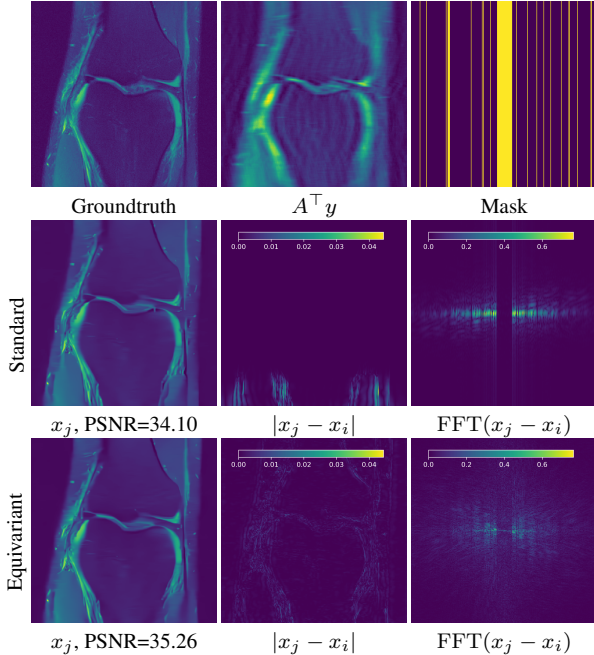 Groundtruth
A⊤y
Mask
0.00 0.01 0.02 0.03 0.04
0.0 0.2 0.4 0.6
Standard
x_j, PSNR=34.10
|x_j − x_i|
FFT(x_j − x_i)
0.00 0.01 0.02 0.03 0.04
0.0 0.2 0.4 0.6
Equivariant
x_j, PSNR=35.26
|x_j − x_i|
FFT(x_j − x_i)